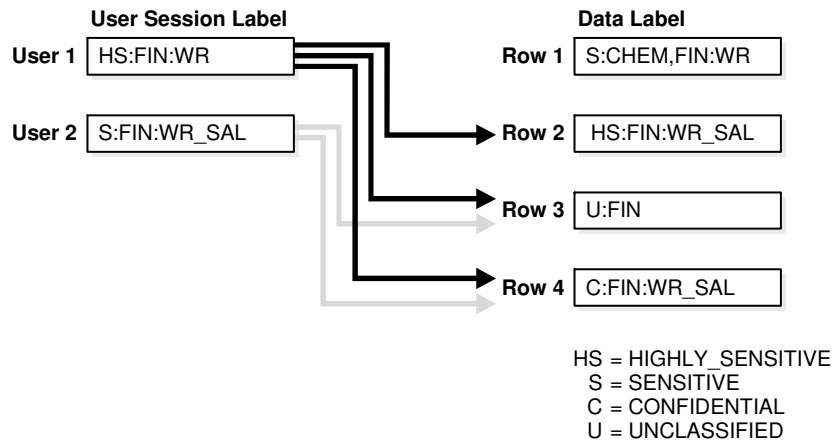 User Session Label Data Label
User 1 HS:FIN:WR Row 1 S:CHEM,FIN:WR
User 2 S:FIN:WR_SAL Row 2 HS:FIN:WR_SAL
Row 3 U:FIN
Row 4 C:FIN:WR_SAL
HS = HIGHLY_SENSITIVE
S = SENSITIVE
C = CONFIDENTIAL
U = UNCLASSIFIED